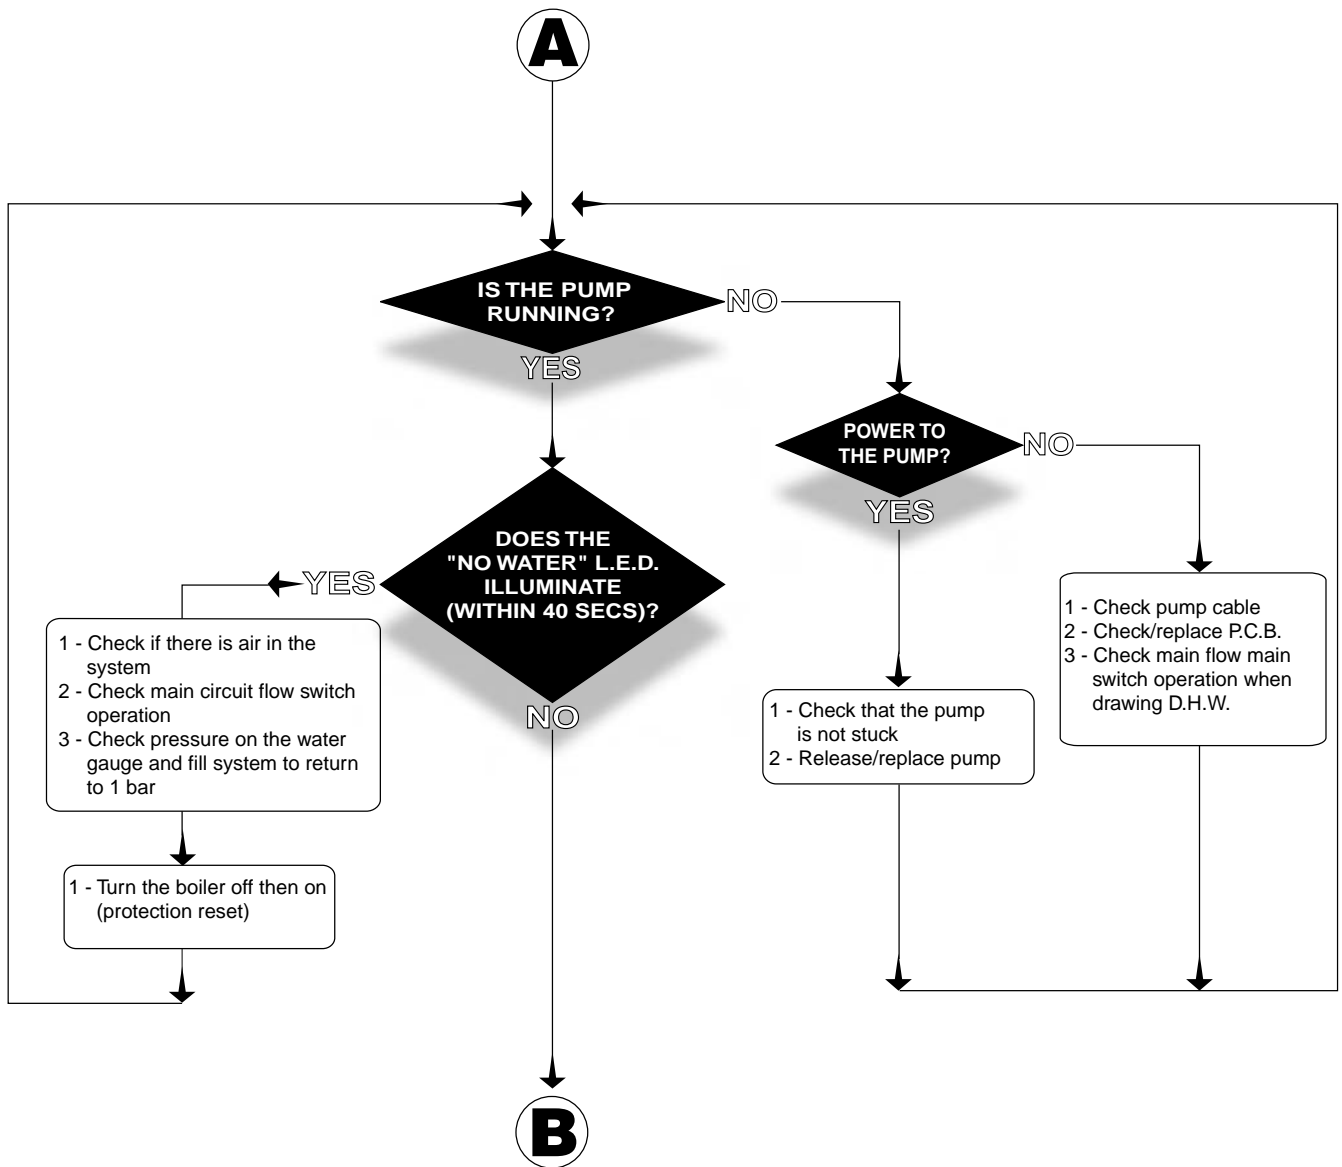 A
IS THE PUMP
RUNNING?
NO
YES
POWER TO
THE PUMP?
NO
YES
DOES THE
"NO WATER" L.E.D.
ILLUMINATE
(WITHIN 40 SECS)?
YES
NO
1 - Check if there is air in the
system
2 - Check main circuit flow switch
operation
3 - Check pressure on the water
gauge and fill system to return
to 1 bar
1 - Turn the boiler off then on
(protection reset)
1 - Check that the pump
is not stuck
2 - Release/replace pump
1 - Check pump cable
2 - Check/replace P.C.B.
3 - Check main flow main
switch operation when
drawing D.H.W.
B